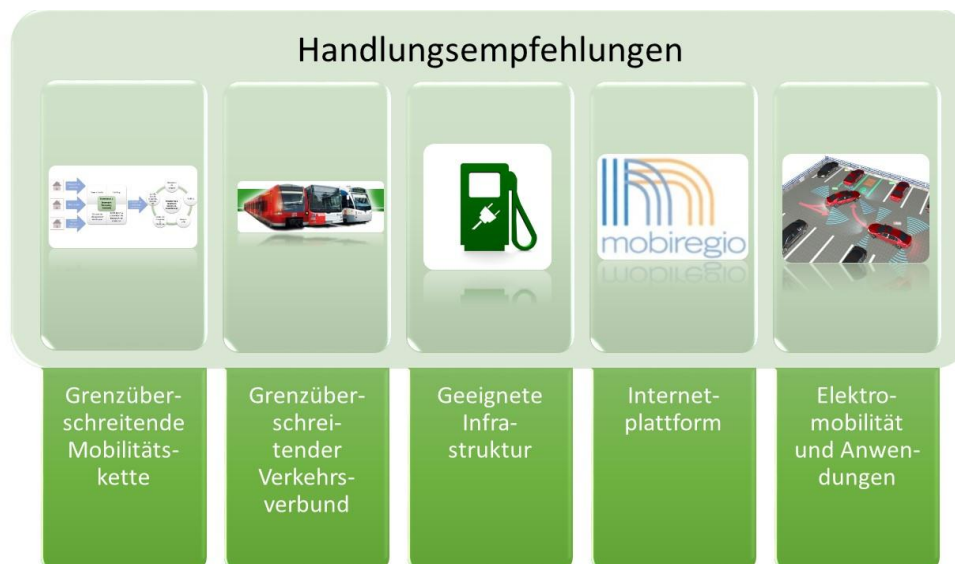 Handlungsempfehlungen
mobiregio
Grenzüber-
schreitende
Mobilitäts-
kette
Grenzüber-
schrei-
tender
Verkehrs-
verbund
Geeignete
Infra-
struktur
Internet-
plattform
Elektro-
mobilität
und Anwen-
dungen